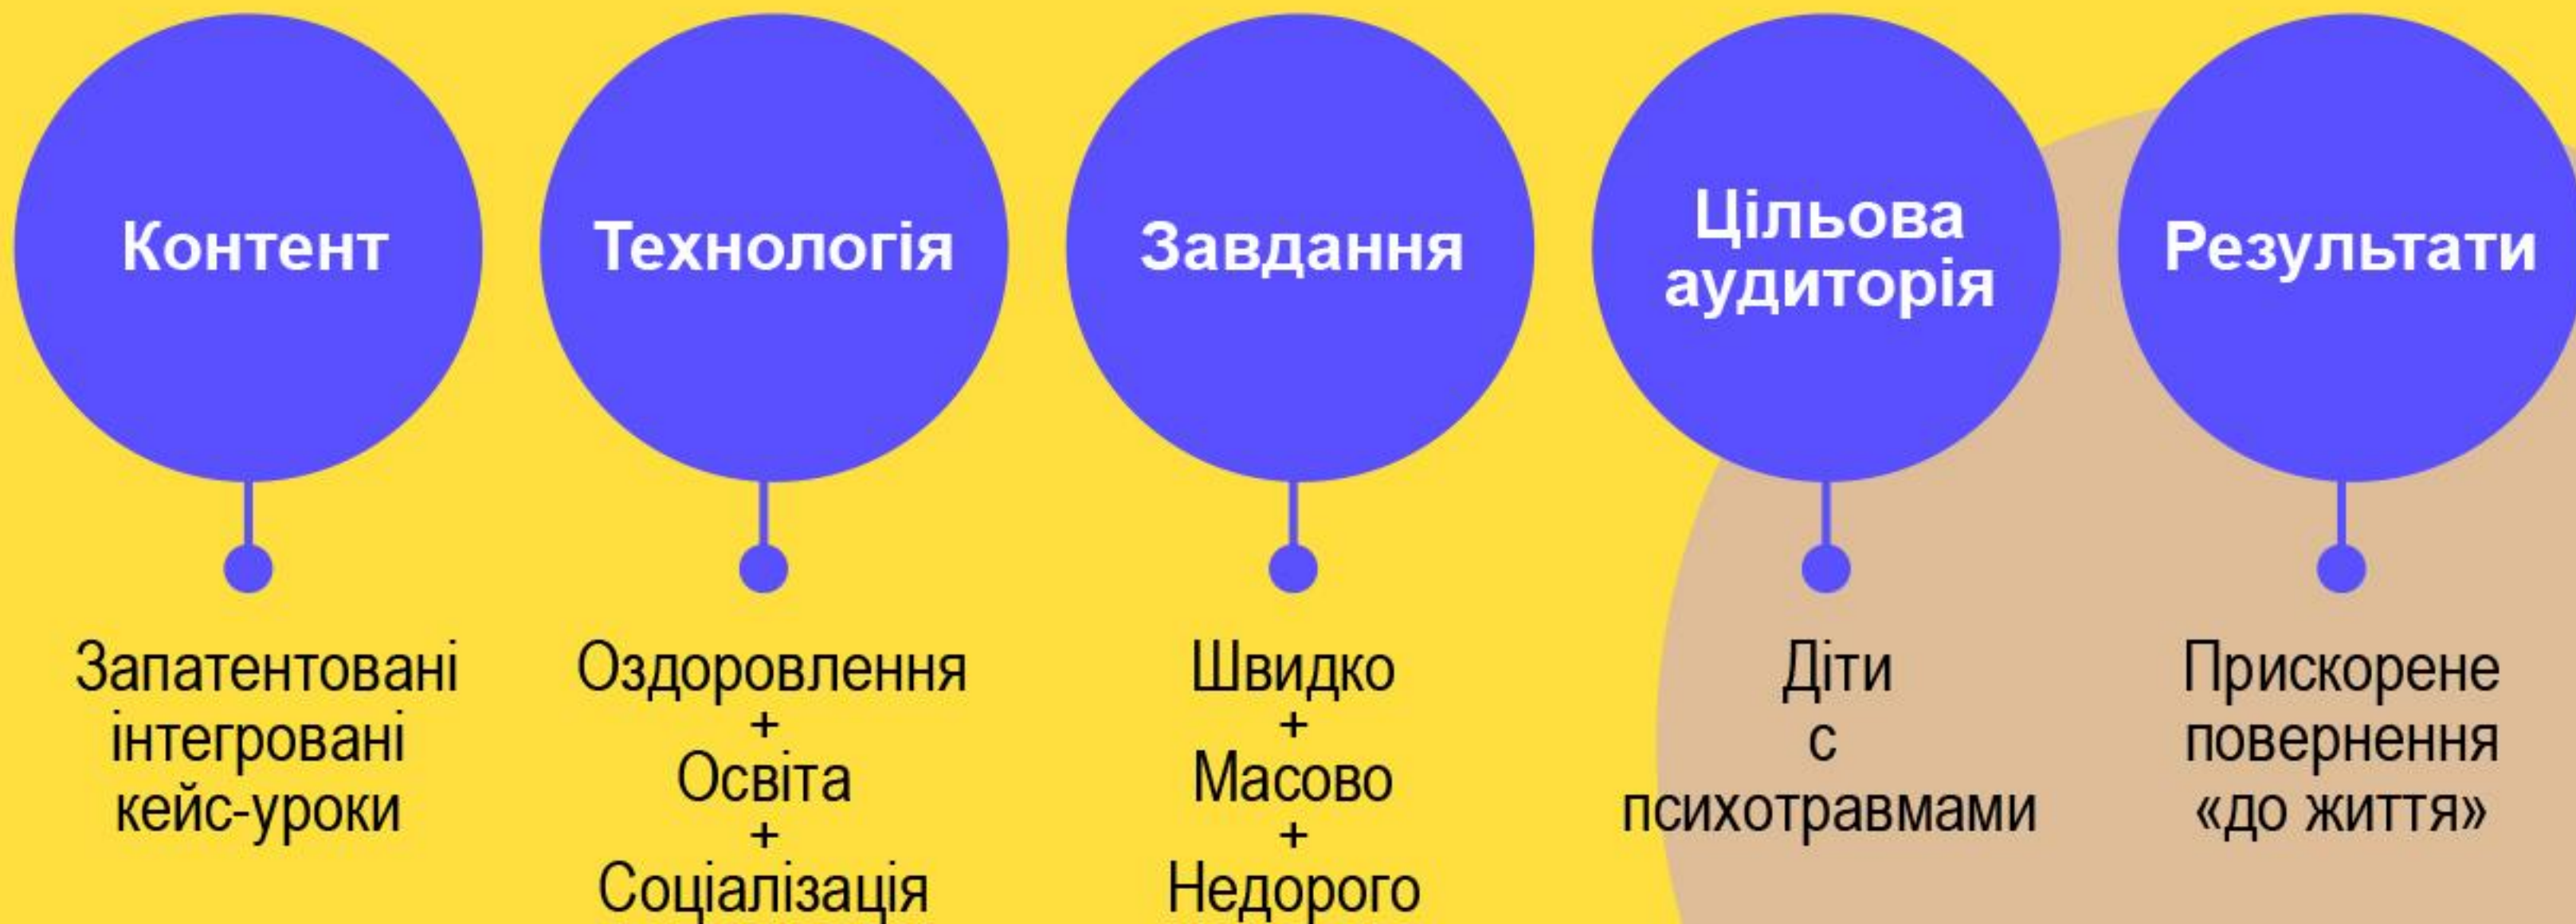 Контент
Технологія
Завдання
Цільова
аудиторія
Результати
Запатентовані
інтегровані
кейс-уроки
Оздоровлення
+
Освіта
+
Соціалізація
Швидко
+
Масово
+
Недорого
Діти
с
психотравмами
Прискорене
повернення
«до життя»